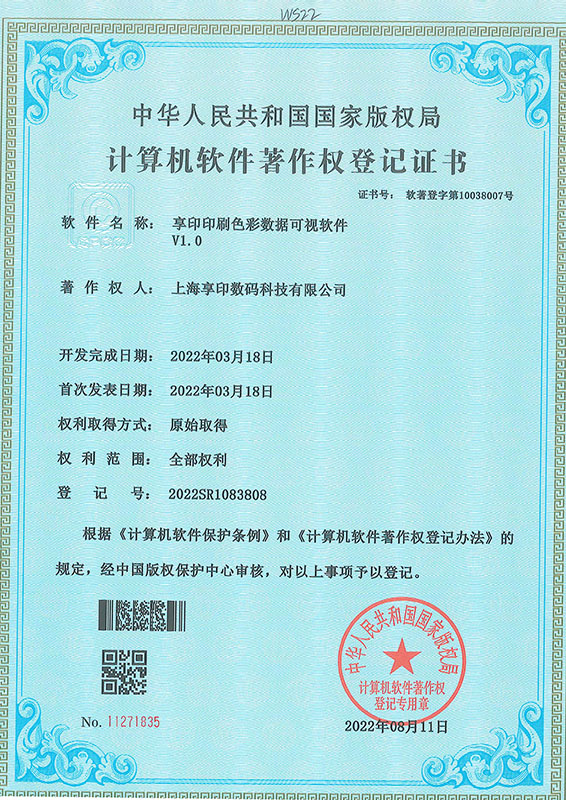 WS22
中华人民共和国国家版权局
计算机软件著作权登记证书
证书号： 软著登字第10038007号
软件名称： 享印印刷色彩数据可视软件
V1.0
著作权人： 上海享印数码科技有限公司
开发完成日期： 2022年03月18日
首次发表日期： 2022年03月18日
权利取得方式： 原始取得
权利范围： 全部权利
登记号： 2022SR1083808
根据《计算机软件保护条例》和《计算机软件著作权登记办法》的
规定，经中国版权保护中心审核，对以上事项予以登记。
中华人民共和国国家版权局
计算机软件著作权
登记专用章
No. 11271835
2022年08月11日